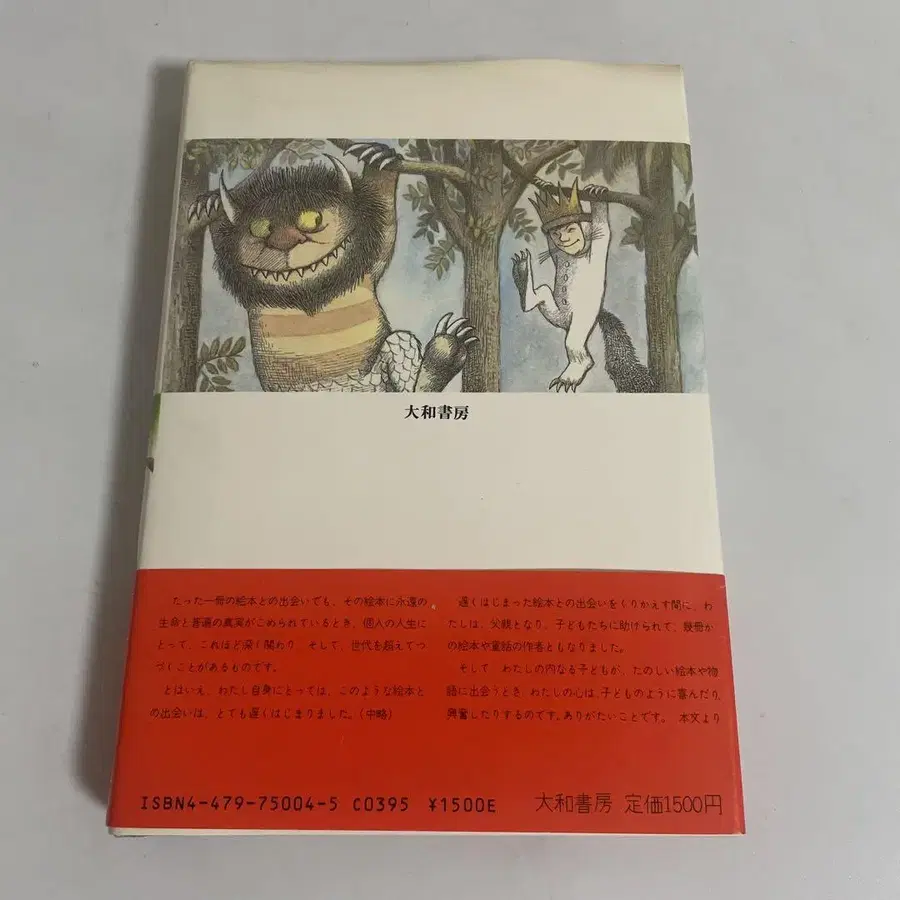 大和書房
たった一冊の絵本との出会いでも、その絵本に永遠の
生命と普遍の真実がこめられているとき、個人の人生に
とって、これほど深く関わり、そして、世代を超えてつ
づくことがあるものです。
とはいえ、わたし自身にとっては、このような絵本と
の出会いは、とても遅くはじまりました。(中略)
遅くはじまった絵本との出会いをくりかえす間に、わ
たしは、父親となり、子どもたちに助けられて、幾冊か
の絵本や童話の作者ともなりました。
そして わたしの内なる子どもが、たのしい絵本や物
語に出会うとき、わたしの心は、子どものように喜んだり、
興奮したりするのです。ありがたいことです。 本文より
ISBN4-479-75004-5 C0395 ¥1500E 大和書房 定価1500円